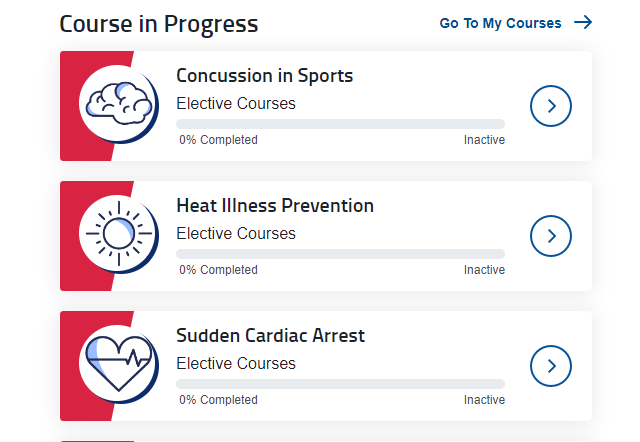 Course in Progress
Go To My Courses
Concussion in Sports
Elective Courses
0% Completed
Inactive
Heat Illness Prevention
Elective Courses
0% Completed
Inactive
Sudden Cardiac Arrest
Elective Courses
0% Completed
Inactive